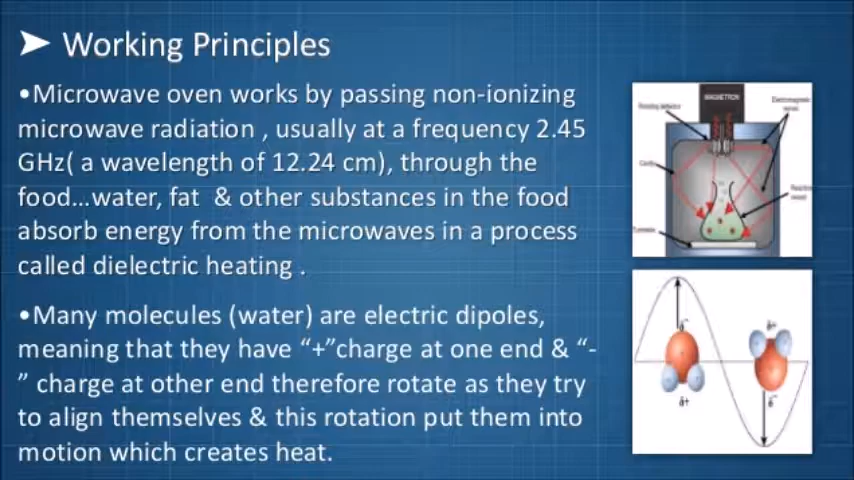 ➤ Working Principles
•Microwave oven works by passing non-ionizing
microwave radiation , usually at a frequency 2.45
GHz( a wavelength of 12.24 cm), through the
food…water, fat & other substances in the food
absorb energy from the microwaves in a process
called dielectric heating .
•Many molecules (water) are electric dipoles,
meaning that they have “+”charge at one end & “-
” charge at other end therefore rotate as they try
to align themselves & this rotation put them into
motion which creates heat.
MAGNETRON
Cavity
δ-
δ+
δ+
δ-